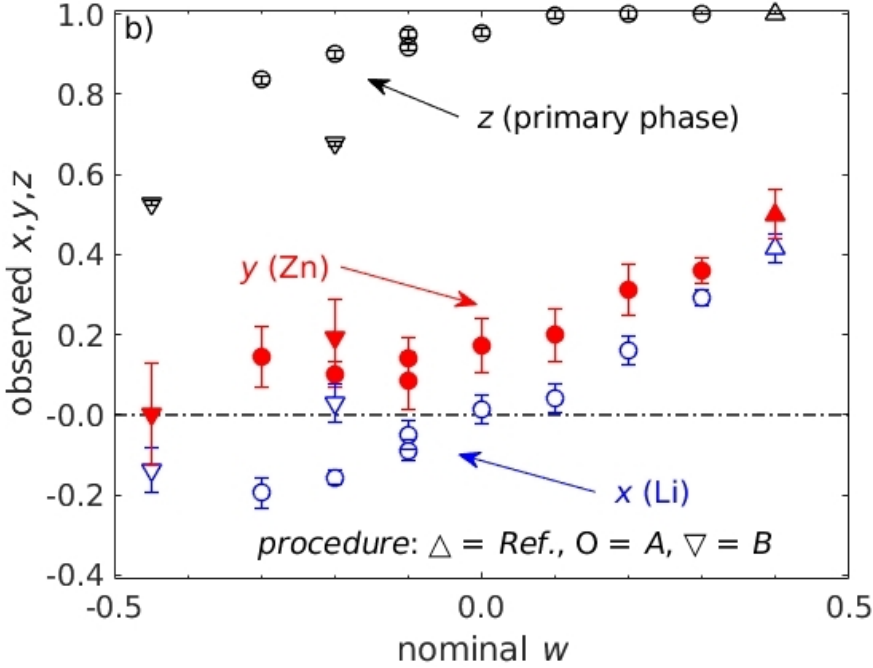 b)
1.0
0.8
0.6
0.4
0.2
-0.0
-0.2
-0.4
observed x,y,z
z (primary phase)
y (Zn)
x (Li)
procedure: △ = Ref., O = A, ▽ = B
-0.5
0.0
0.5
nominal w